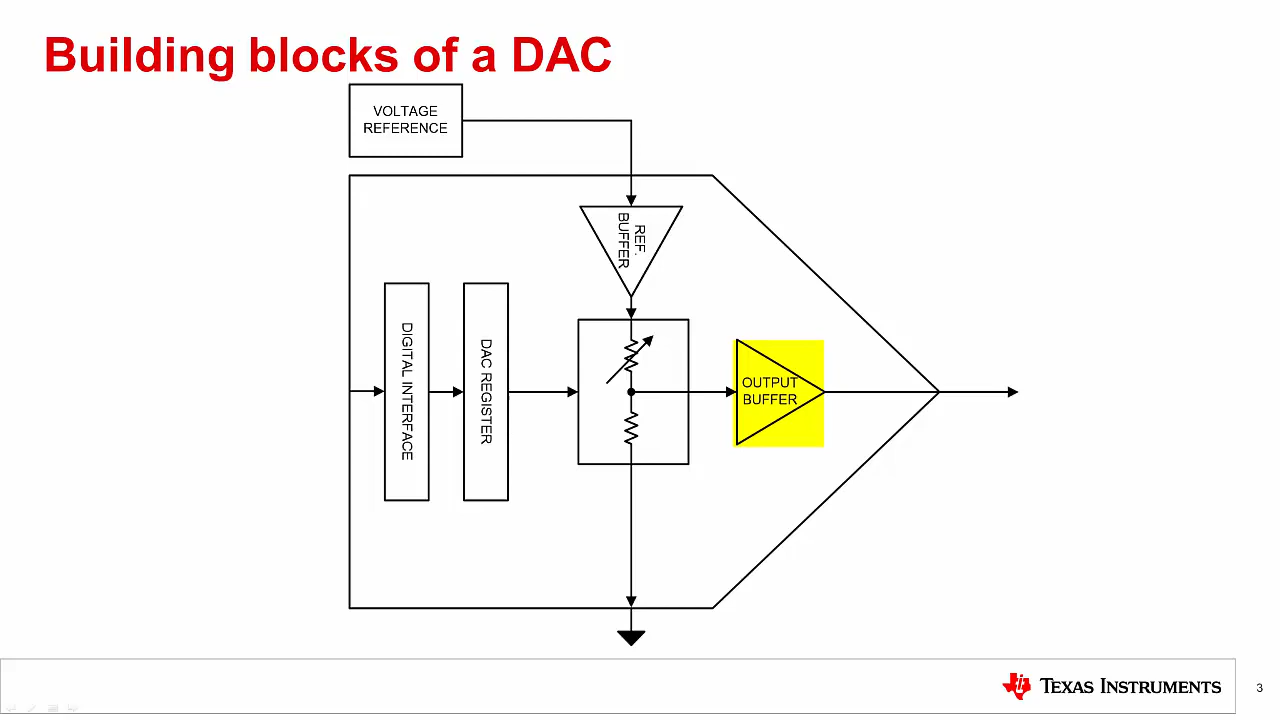 Building blocks of a DAC
VOLTAGE
REFERENCE
REF.
BUFFER
DIGITAL INTERFACE
DAC REGISTER
OUTPUT
BUFFER
TEXAS INSTRUMENTS
3